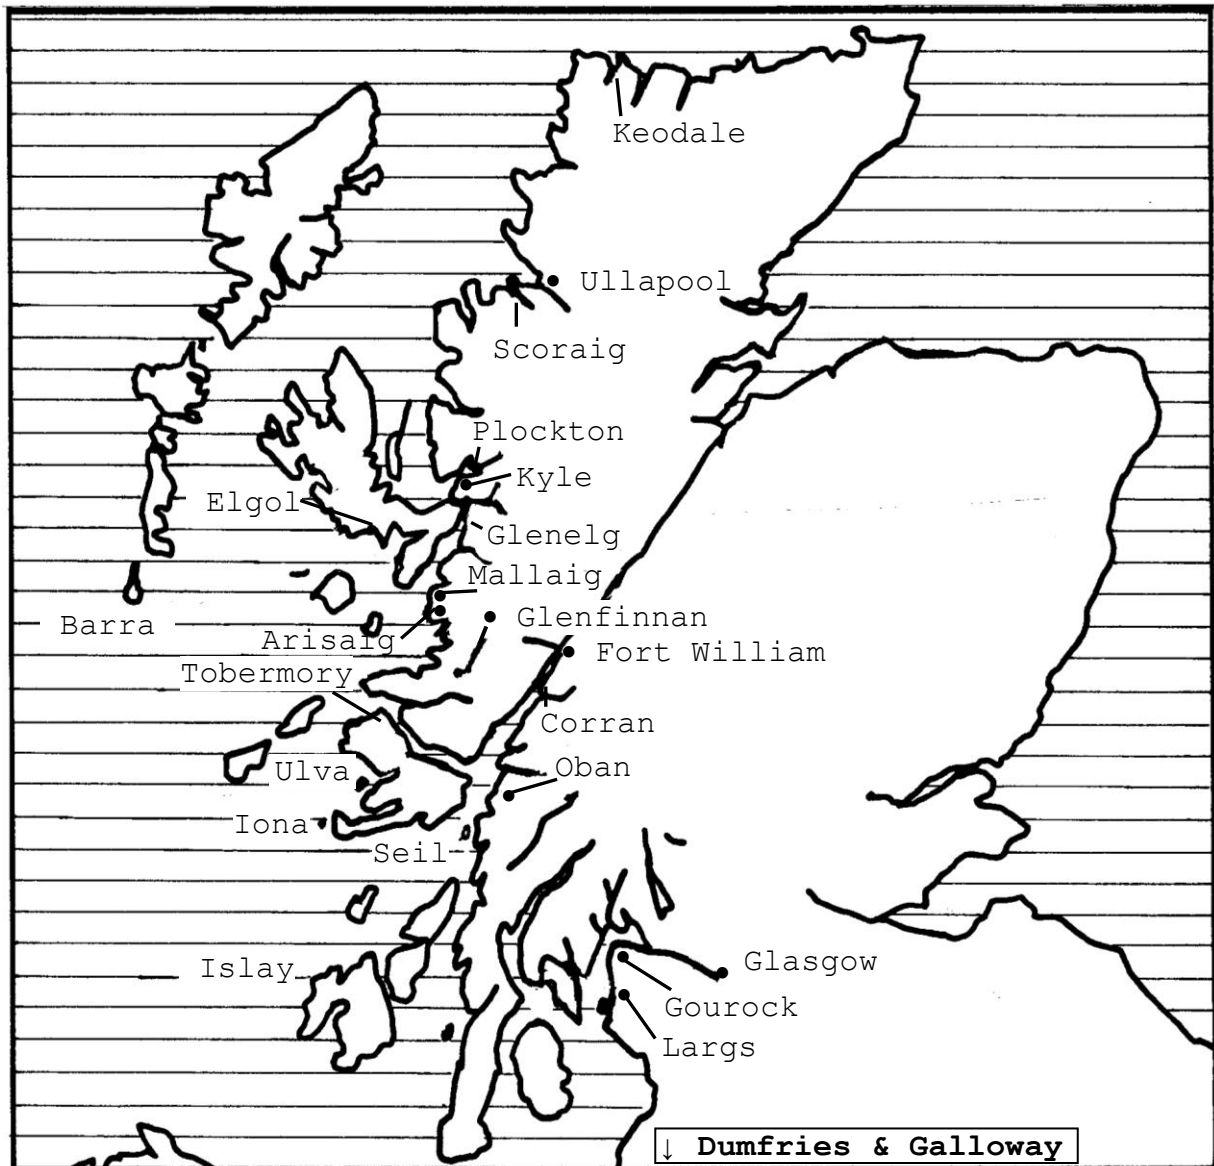 Keodale
Ullapool
Scoraig
Plockton
Kyle
Elgol
Glenelg
Mallaig
Glenfinnan
Barra
Arisaig
Fort William
Tobermory
Corran
Oban
Ulva
Iona
Seil
Glasgow
Islay
Gourock
Largs
↓ Dumfries & Galloway